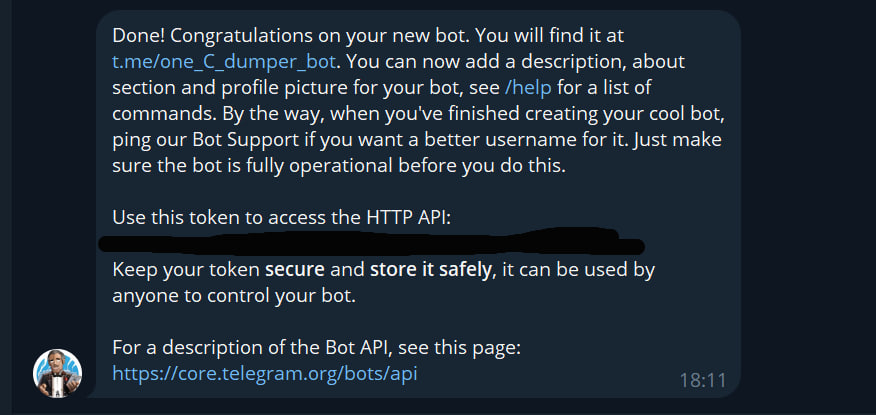 Done! Congratulations on your new bot. You will find it at
t.me/one_C_dumper_bot. You can now add a description, about
section and profile picture for your bot, see /help for a list of
commands. By the way, when you've finished creating your cool bot,
ping our Bot Support if you want a better username for it. Just make
sure the bot is fully operational before you do this.
Use this token to access the HTTP API:
Keep your token secure and store it safely, it can be used by
anyone to control your bot.
For a description of the Bot API, see this page:
https://core.telegram.org/bots/api
18:11